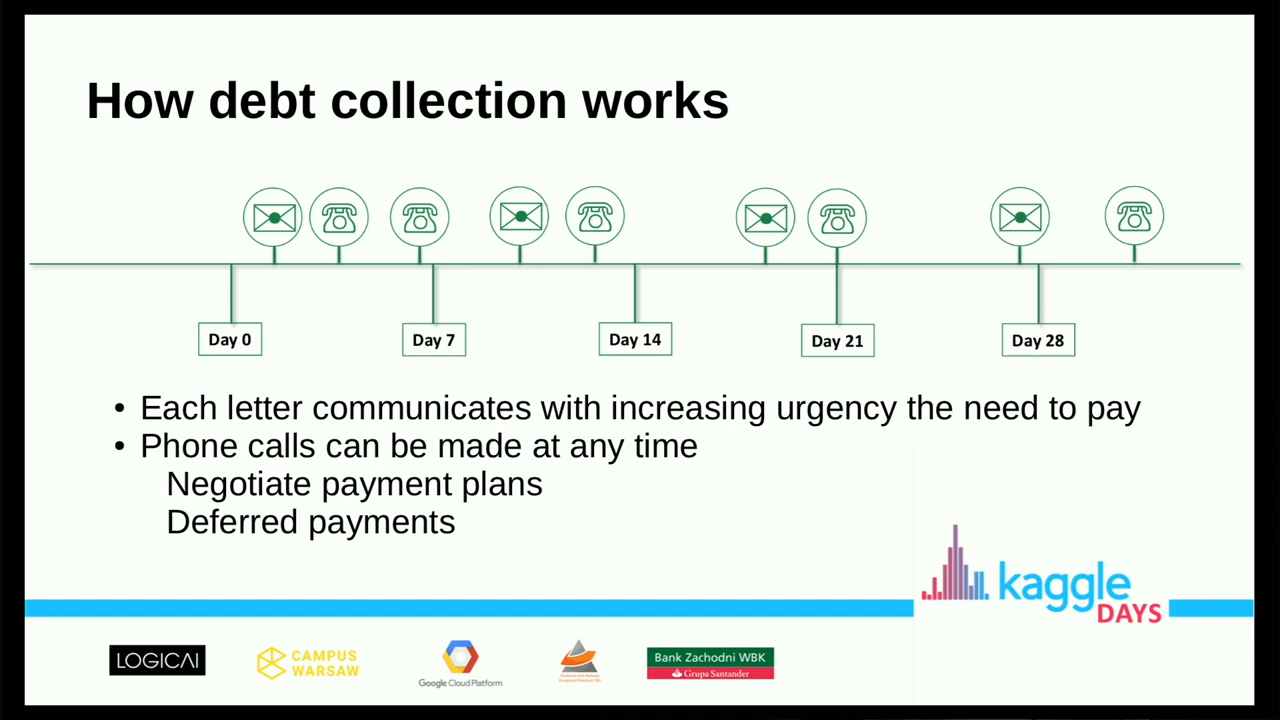 How debt collection works
Day 0
Day 7
Day 14
Day 21
Day 28
• Each letter communicates with increasing urgency the need to pay
• Phone calls can be made at any time
Negotiate payment plans
Deferred payments
kaggle
DAYS
LOGICAI
CAMPUS
WARSAW
Google Cloud Platform
Bank Zachodni WBK
Grupa Santander